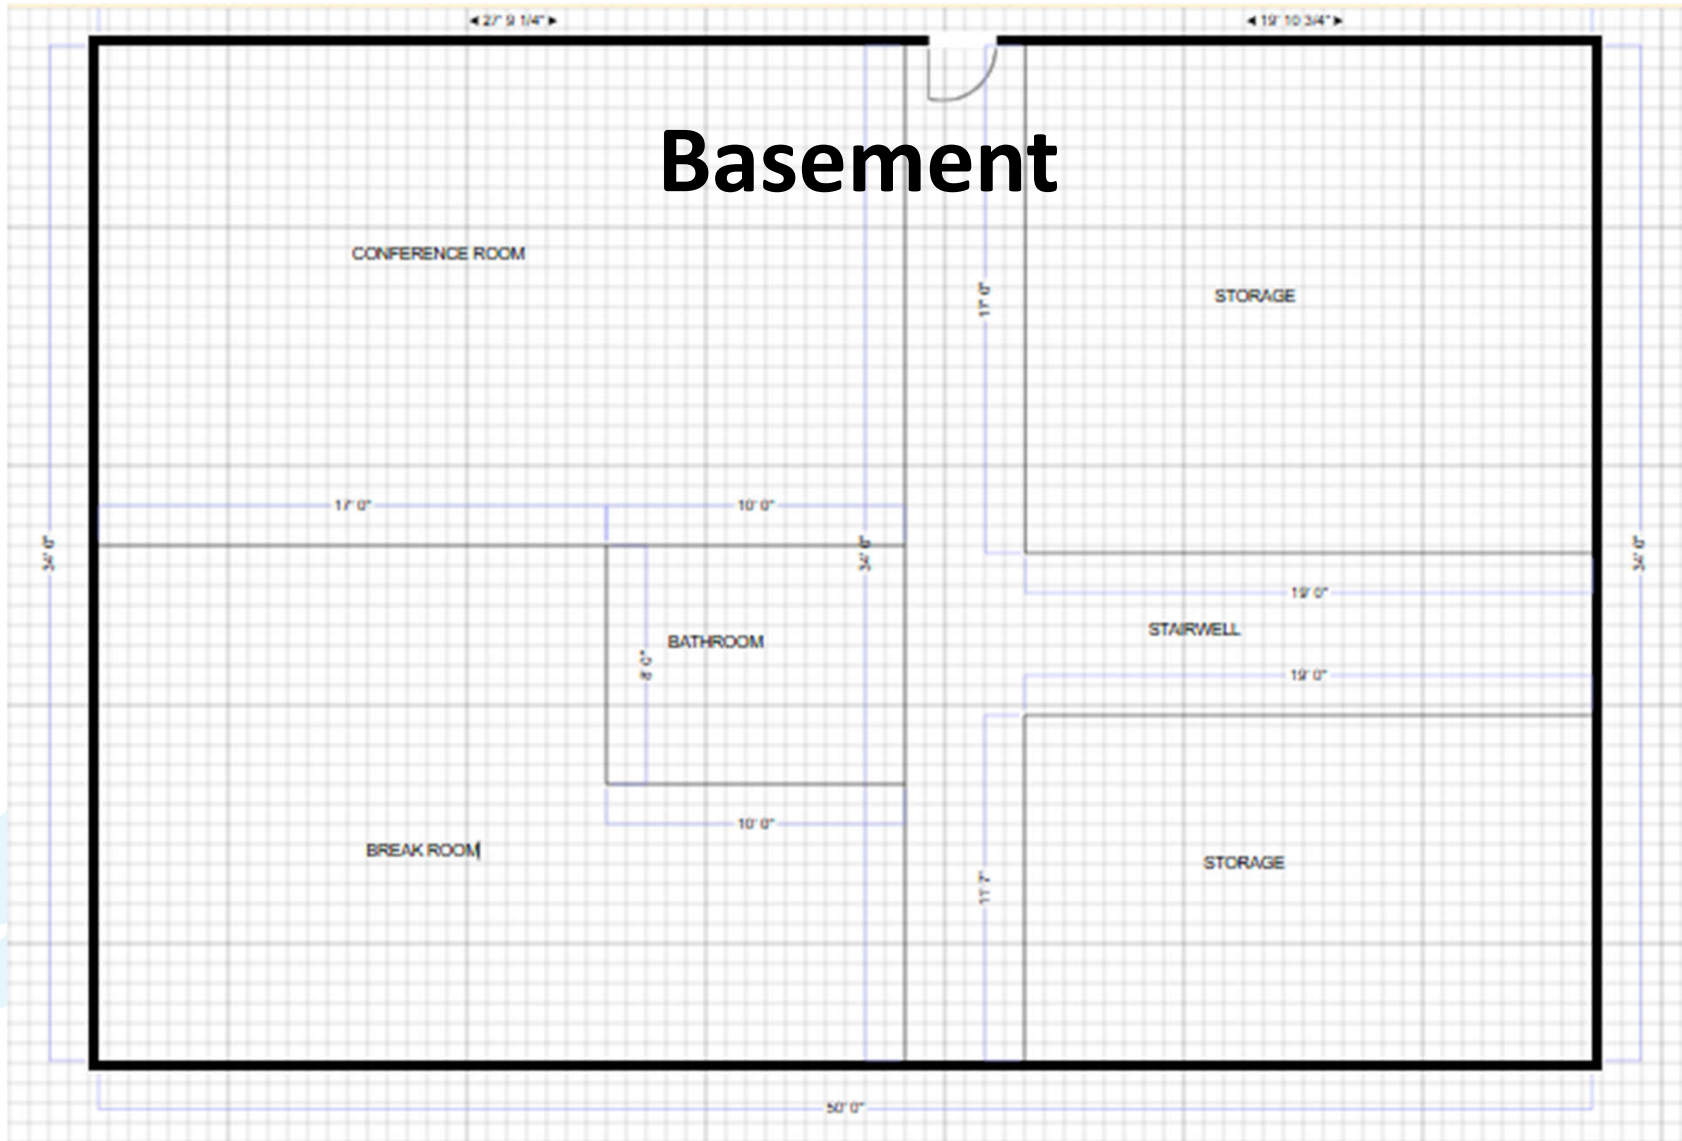 27' 9 1/4"
19' 10 3/4"
Basement
CONFERENCE ROOM
STORAGE
17' 0"
17' 0"
10' 0"
34' 0"
34' 0"
34' 0"
19' 0"
STAIRWELL
BATHROOM
8' 0"
19' 0"
10' 0"
BREAK ROOM
STORAGE
11' 7"
50' 0"